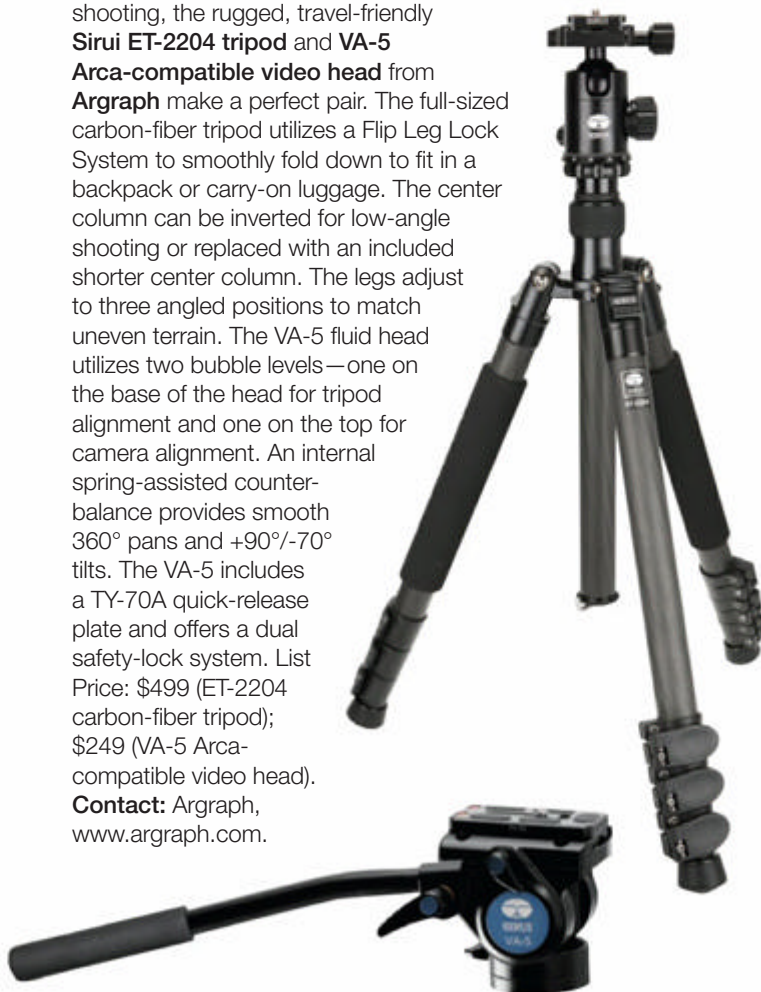 shooting, the rugged, travel-friendly
Sirui ET-2204 tripod and VA-5
Arca-compatible video head from
Argraph make a perfect pair. The full-sized
carbon-fiber tripod utilizes a Flip Leg Lock
System to smoothly fold down to fit in a
backpack or carry-on luggage. The center
column can be inverted for low-angle
shooting or replaced with an included
shorter center column. The legs adjust
to three angled positions to match
uneven terrain. The VA-5 fluid head
utilizes two bubble levels—one on
the base of the head for tripod
alignment and one on the top for
camera alignment. An internal
spring-assisted counter-
balance provides smooth
360° pans and +90°/-70°
tilts. The VA-5 includes
a TY-70A quick-release
plate and offers a dual
safety-lock system. List
Price: $499 (ET-2204
carbon-fiber tripod);
$249 (VA-5 Arca-
compatible video head).
Contact: Argraph,
www.argraph.com.
SIRUI
VA-5